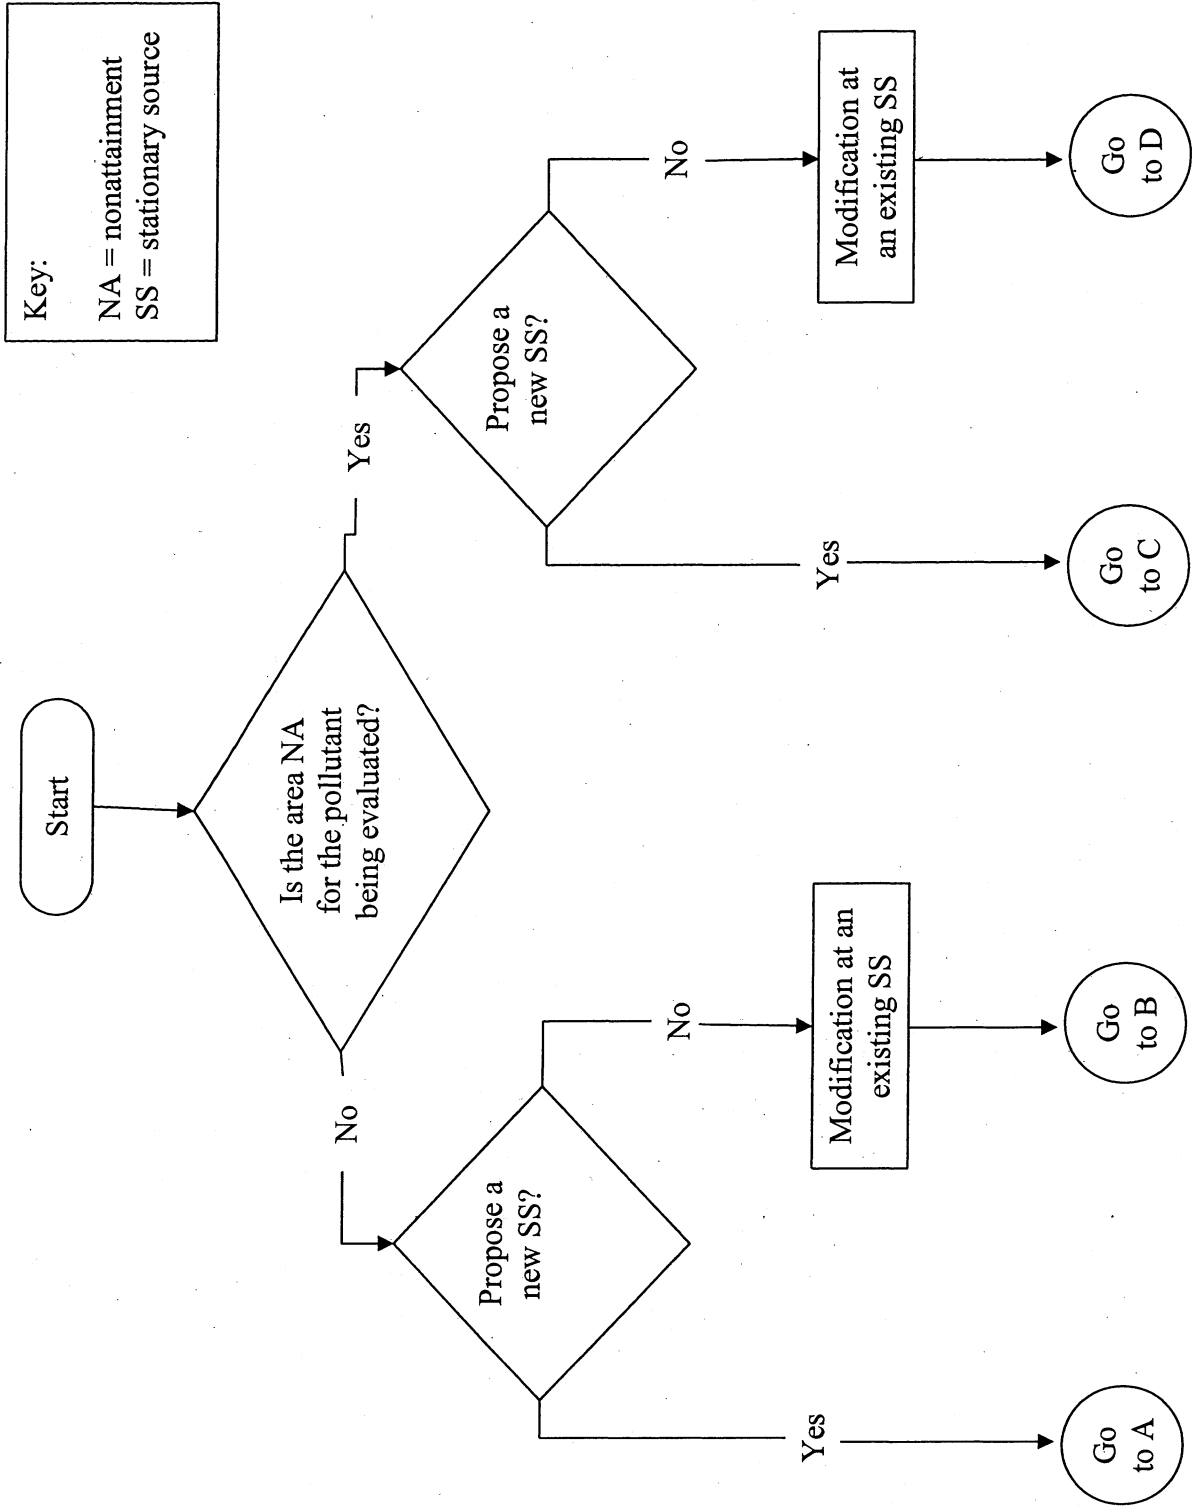 Key:
NA = nonattainment
SS = stationary source
Start
Is the area NA
for the pollutant
being evaluated?
No
Yes
Propose a
new SS?
Propose a
new SS?
Yes
No
Yes
No
Modification at an
existing SS
Modification at
an existing SS
Go
to A
Go
to B
Go
to C
Go
to D